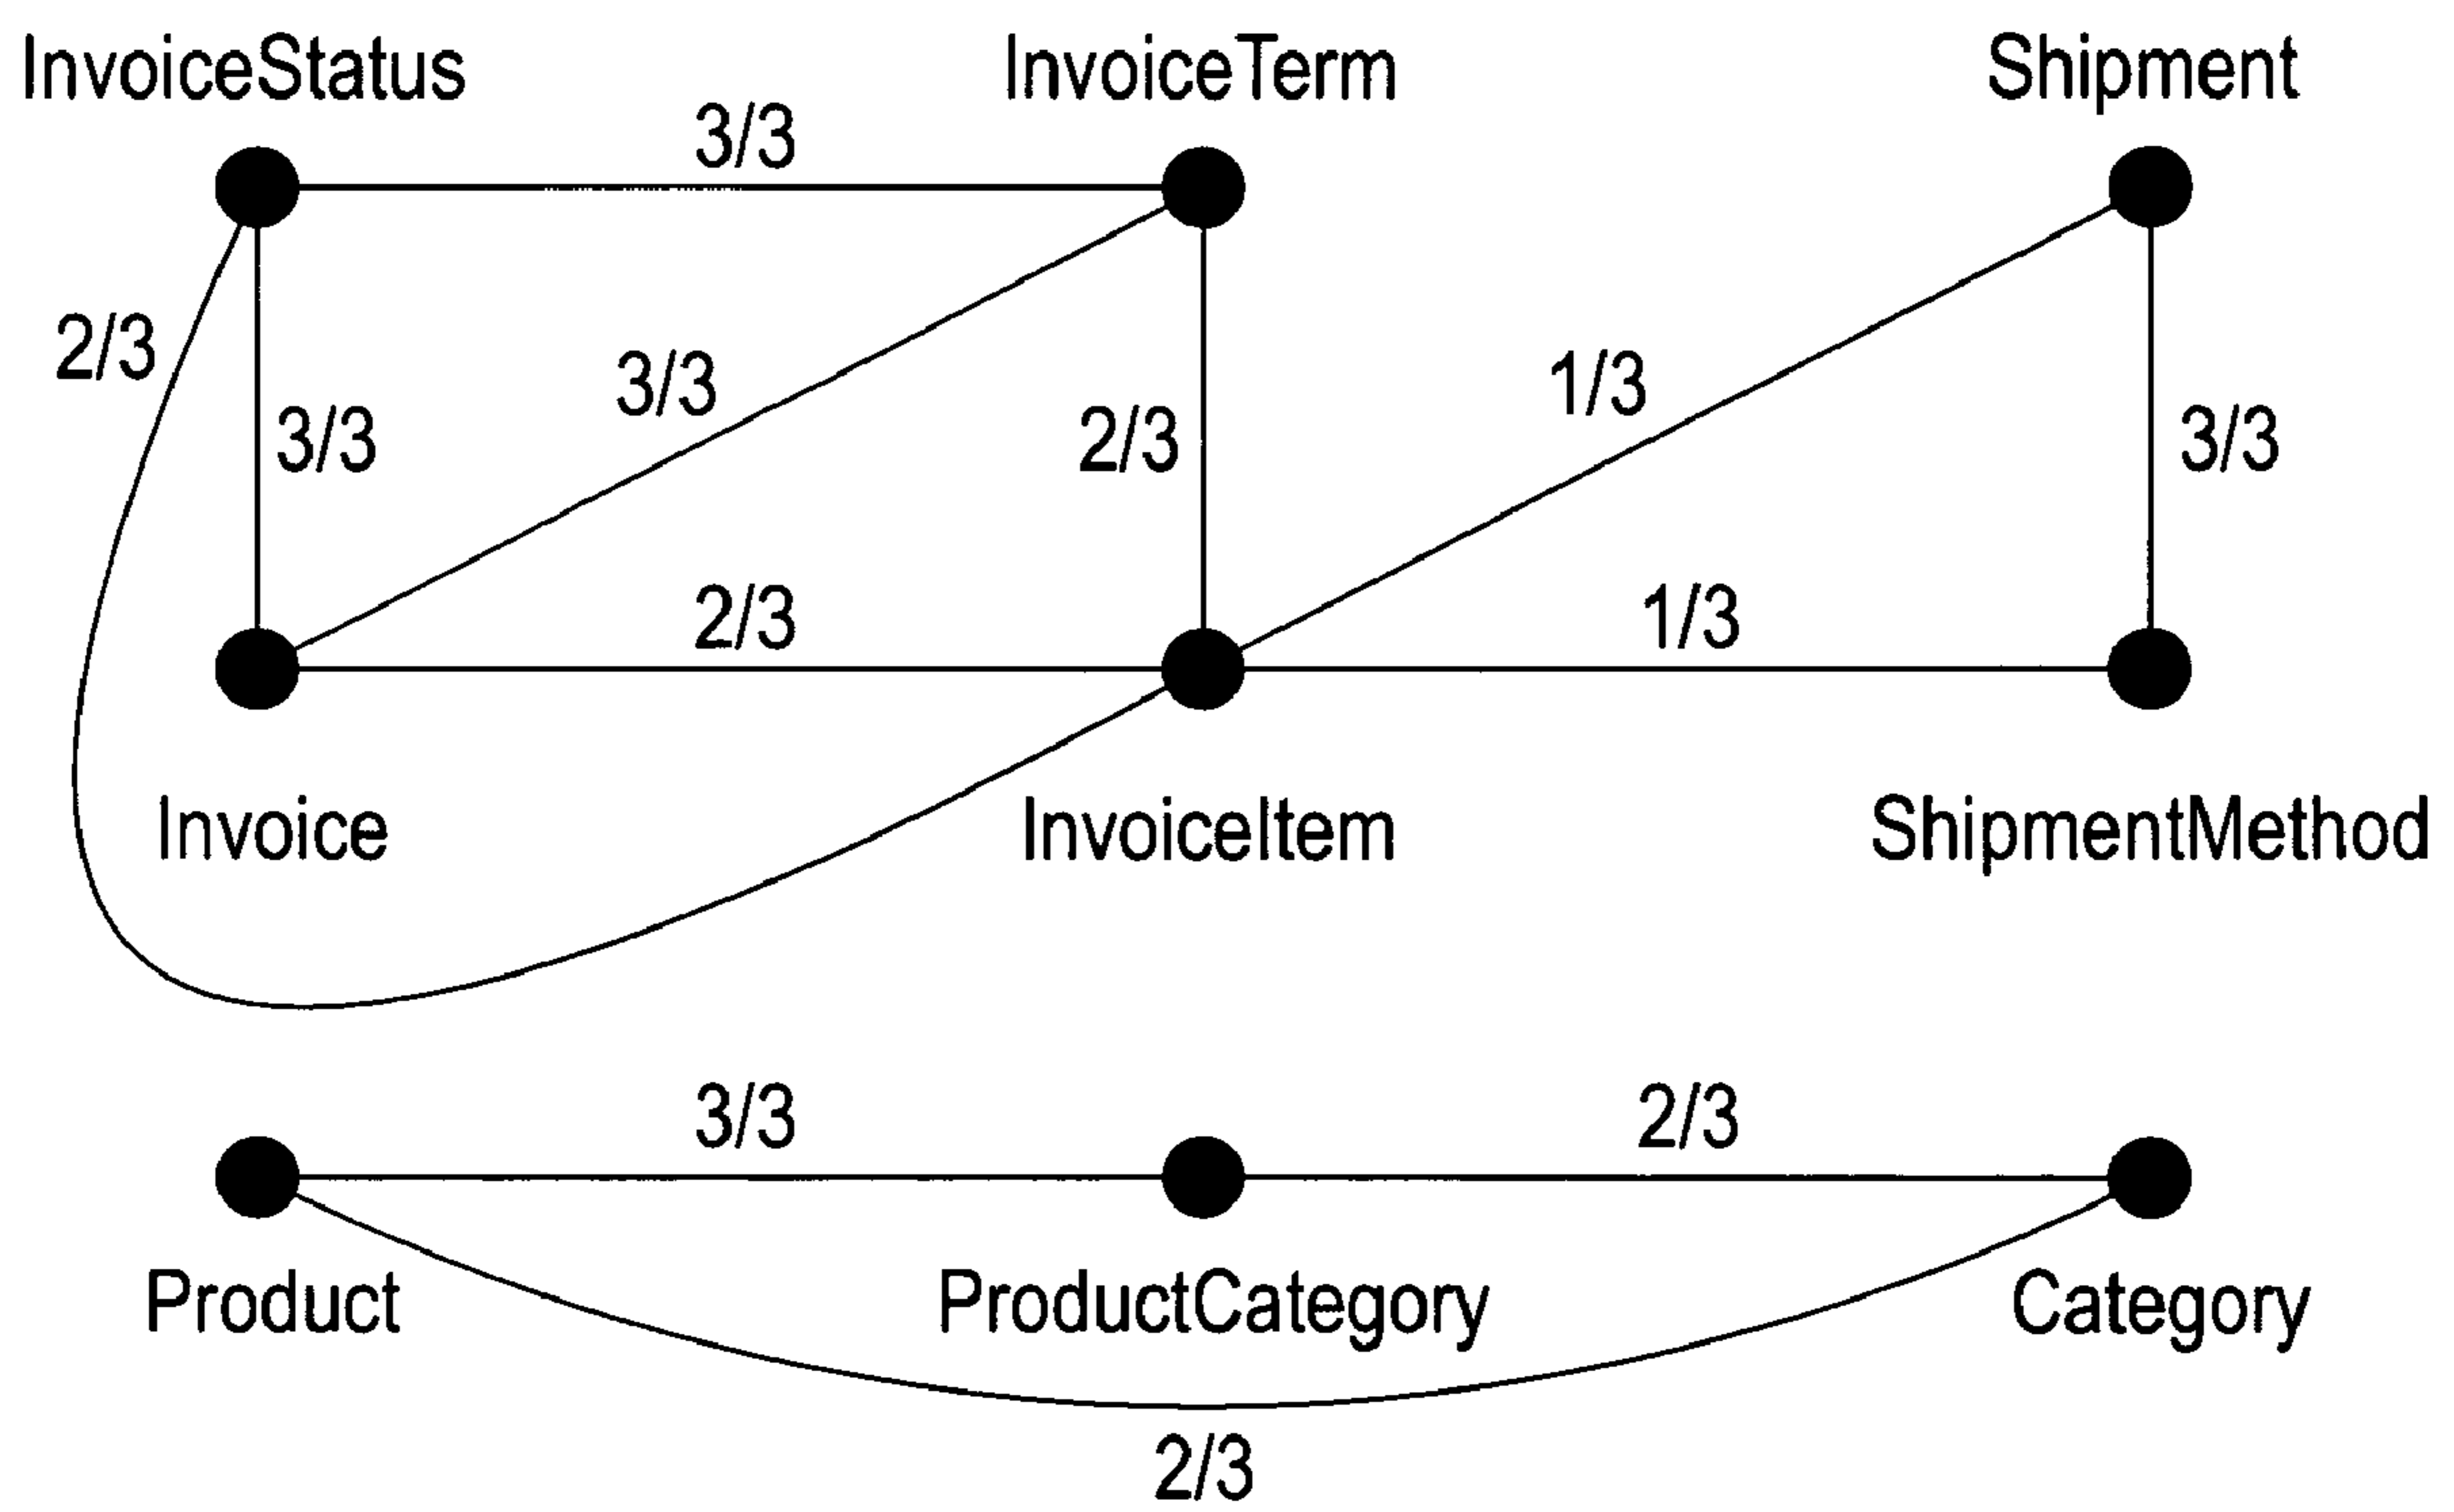 InvoiceStatus
InvoiceTerm
Shipment
3/3
2/3
3/3
3/3
2/3
1/3
3/3
2/3
1/3
Invoice
InvoiceItem
ShipmentMethod
3/3
2/3
Product
ProductCategory
Category
2/3